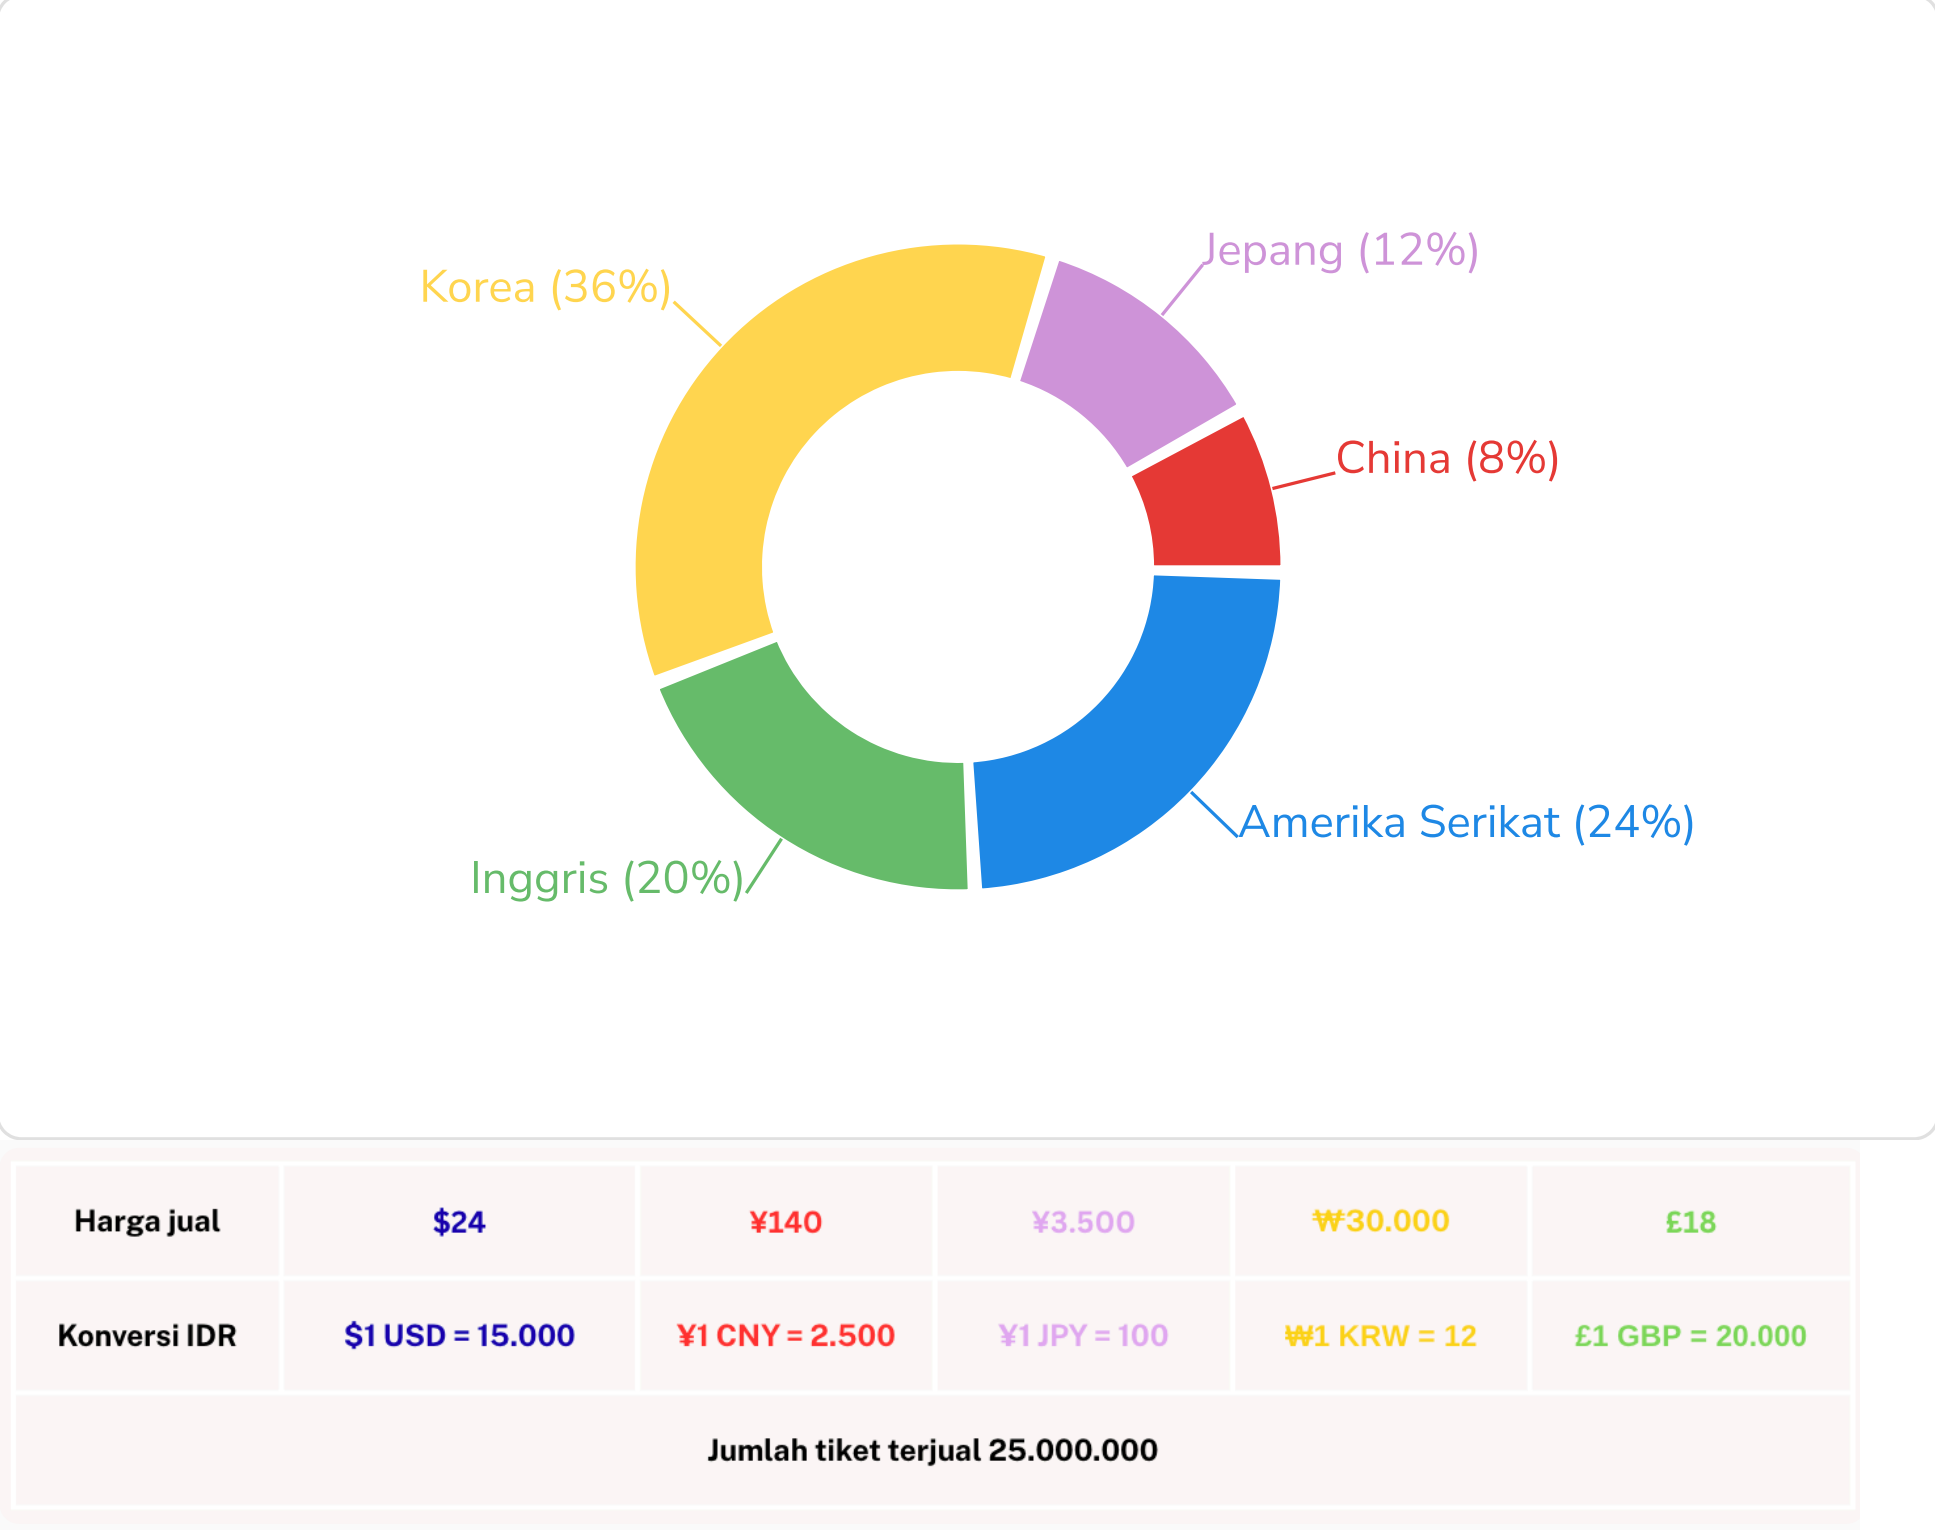 Korea (36%)
Jepang (12%)
China (8%)
Amerika Serikat (24%)
Inggris (20%)
Harga jual $24 ¥140 ¥3.500 ₩30.000 £18
Konversi IDR $1 USD = 15.000 ¥1 CNY = 2.500 ¥1 JPY = 100 ₩1 KRW = 12 £1 GBP = 20.000
Jumlah tiket terjual 25.000.000